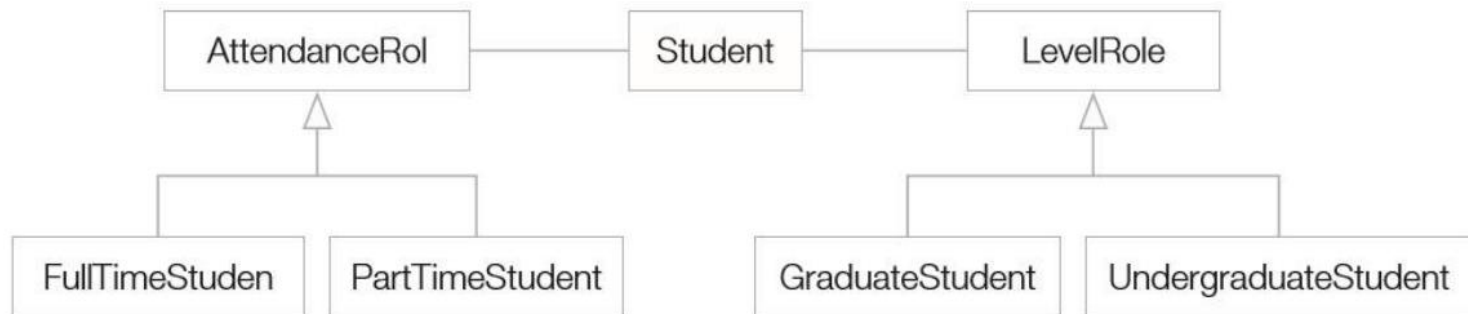 AttendanceRol
Student
LevelRole
FullTimeStuden
PartTimeStudent
GraduateStudent
UndergraduateStudent